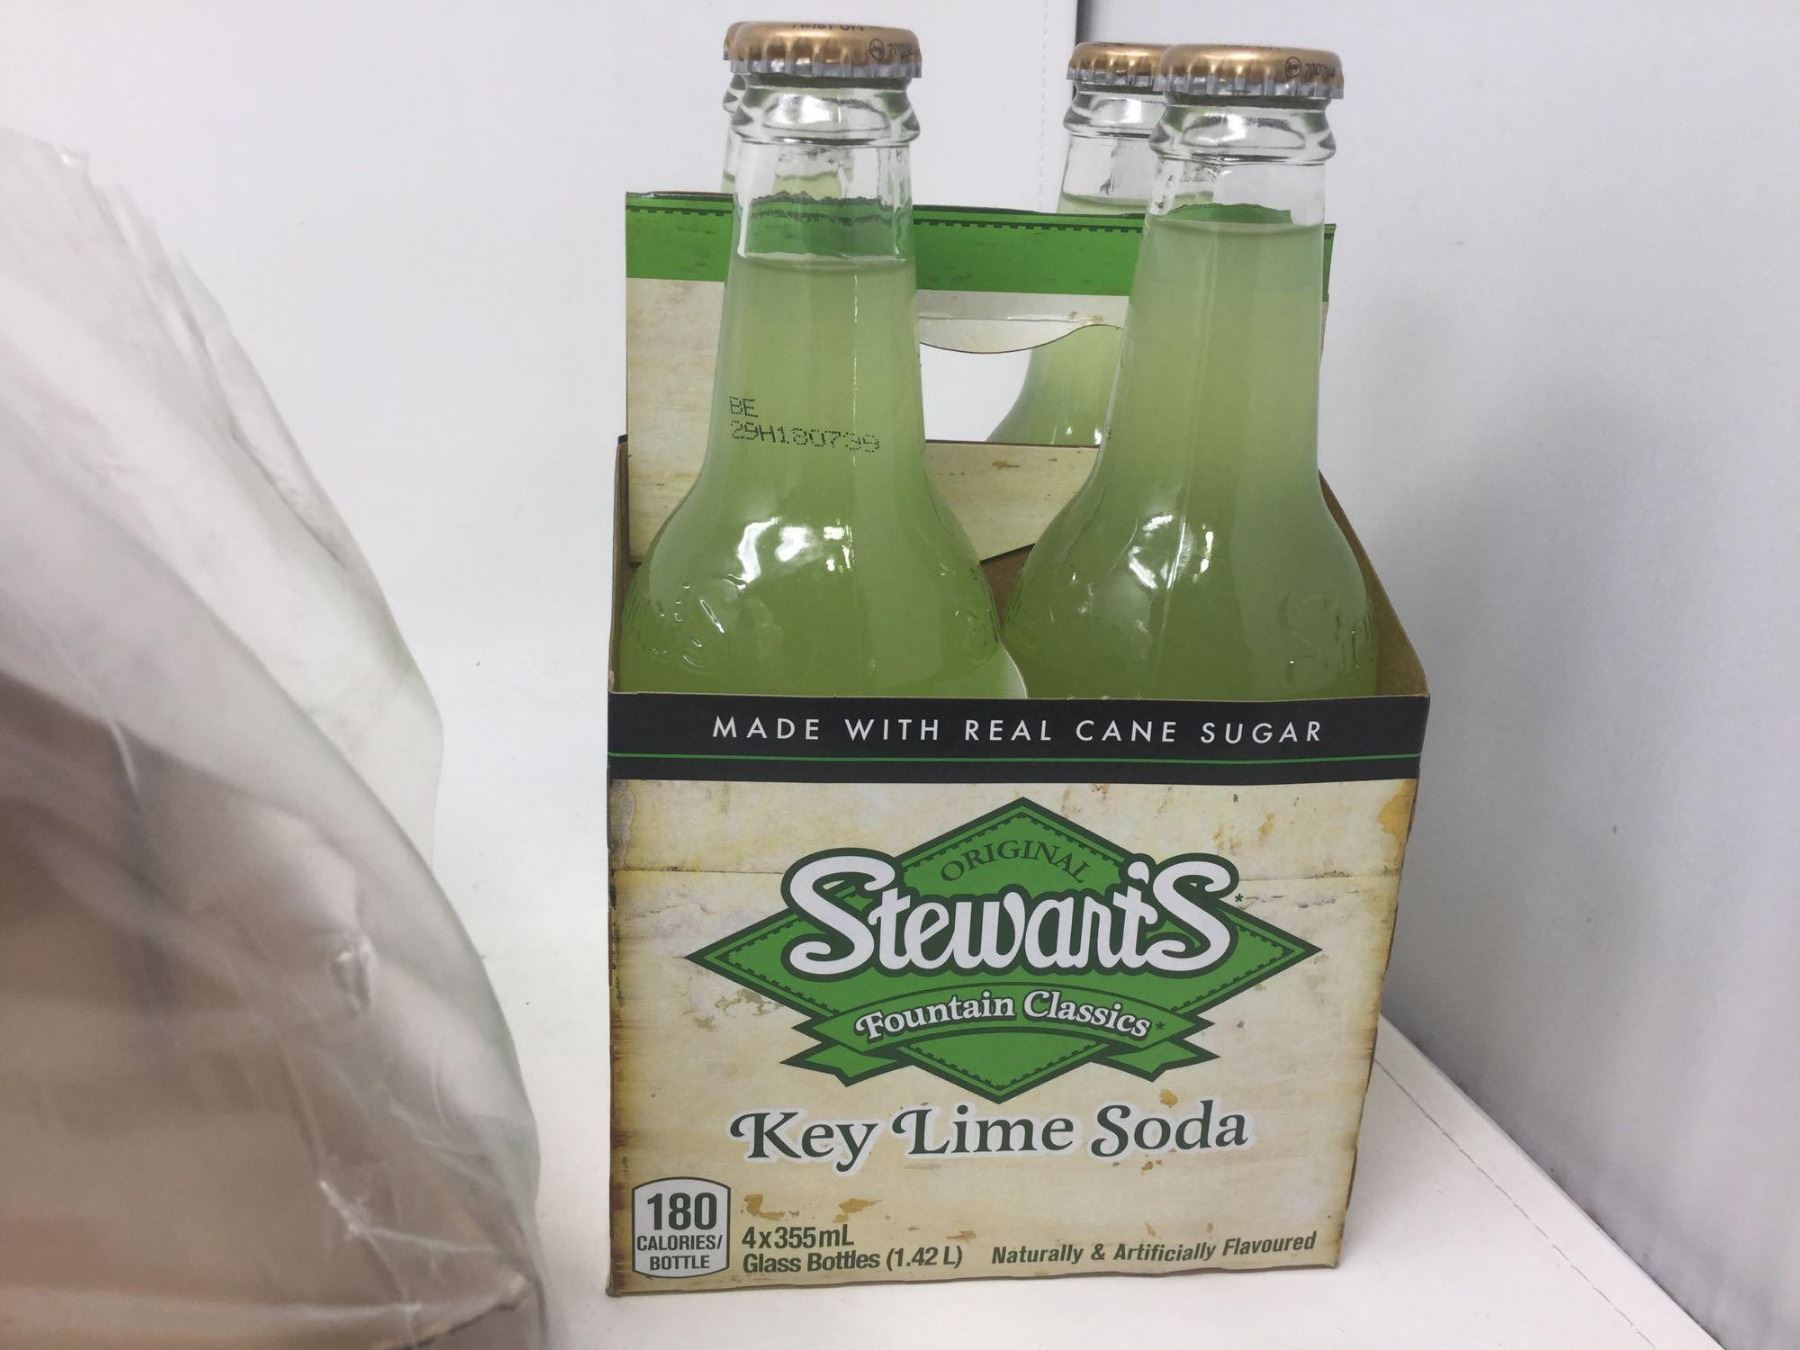 BE
29H180739
MADE WITH REAL CANE SUGAR
ORIGINAL
Stewart'S*
Fountain Classics*
Key Lime Soda
180
CALORIES/
BOTTLE
4x355mL
Glass Bottles (1.42 L)
Naturally & Artificially Flavoured